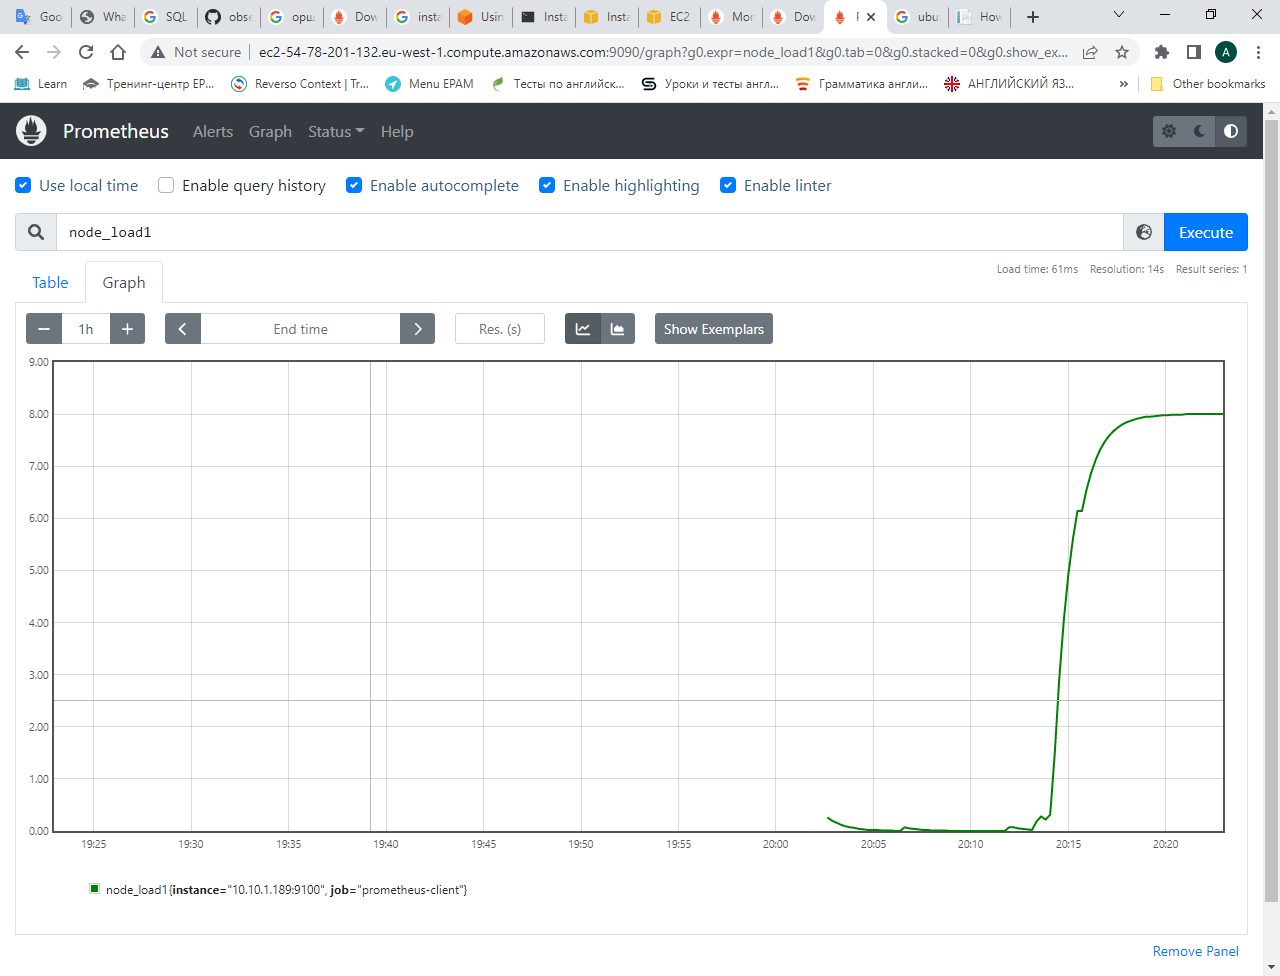 Goo Wha SQL obse орш Dow insta Usin Insta Insta EC2 Mor Dow ubu How
Not secure ec2-54-78-201-132.eu-west-1.compute.amazonaws.com:9090/graph?g0.expr=node_load1&g0.tab=0&g0.stacked=0&g0.show_ex... A
Learn Тренинг-центр EP... Reverso Context | Tr... Menu EPAM Тесты по английск... Уроки и тесты англ... Грамматика англи... АНГЛИЙСКИЙ ЯЗ... » Other bookmarks
Prometheus Alerts Graph Status Help
Use local time Enable query history Enable autocomplete Enable highlighting Enable linter
node_load1 Execute
Load time: 61ms Resolution: 14s Result series: 1
Table Graph
1h End time Res. (s) Show Exemplars
9.00
8.00
7.00
6.00
5.00
4.00
3.00
2.00
1.00
0.00
19:25 19:30 19:35 19:40 19:45 19:50 19:55 20:00 20:05 20:10 20:15 20:20
node_load1{instance="10.10.1.189:9100", job="prometheus-client"}
Remove Panel